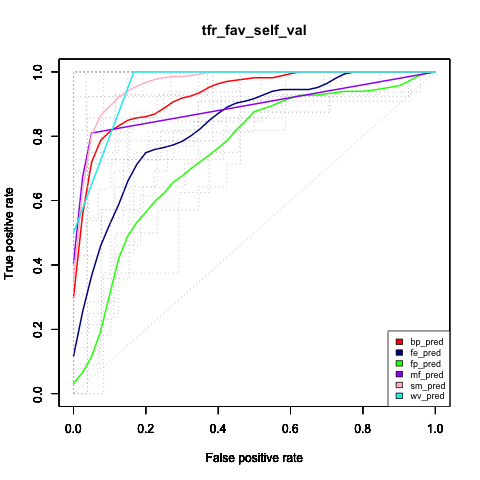 tfr_fav_self_val
True positive rate
1.0
0.8
0.6
0.4
0.2
0.0
0.0 0.2 0.4 0.6 0.8 1.0
False positive rate
bp_pred
fe_pred
fp_pred
mf_pred
sm_pred
wv_pred